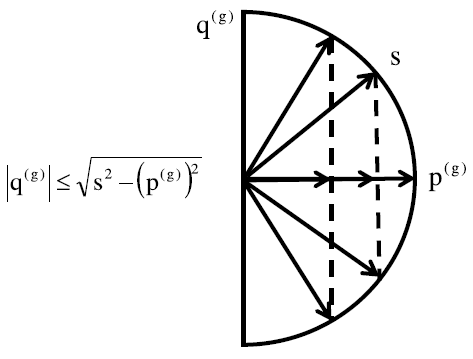 q⁽ᵍ⁾
s
|q⁽ᵍ⁾| ≤ √(s² − (p⁽ᵍ⁾)²)
p⁽ᵍ⁾